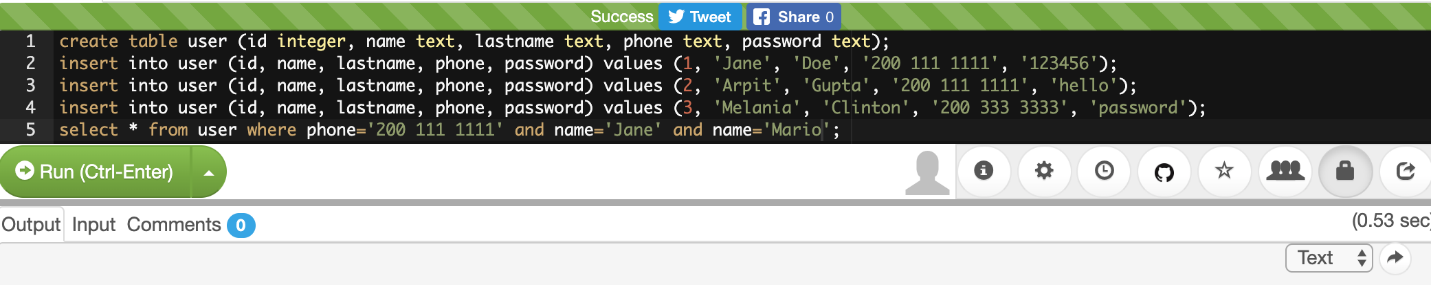 Success Tweet Share 0
1 create table user (id integer, name text, lastname text, phone text, password text);
2 insert into user (id, name, lastname, phone, password) values (1, 'Jane', 'Doe', '200 111 1111', '123456');
3 insert into user (id, name, lastname, phone, password) values (2, 'Arpit', 'Gupta', '200 111 1111', 'hello');
4 insert into user (id, name, lastname, phone, password) values (3, 'Melania', 'Clinton', '200 333 3333', 'password');
5 select * from user where phone='200 111 1111' and name='Jane' and name='Mario';
Run (Ctrl-Enter)
Output Input Comments 0 (0.53 sec)
Text